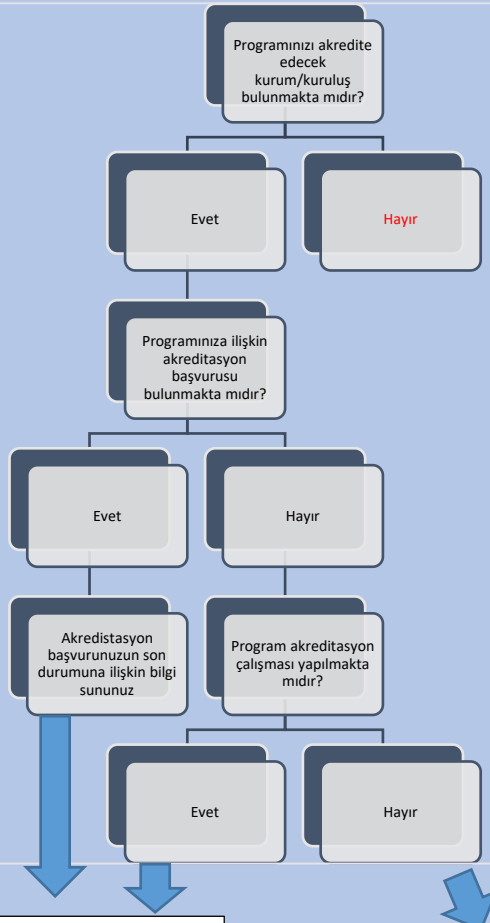 Programınızı akredite
edecek
kurum/kuruluş
bulunmakta mıdır?
Evet
Hayır
Programınıza ilişkin
akreditasyon
başvurusu
bulunmakta mıdır?
Evet
Hayır
Akredistasyon
başvurunuzun son
durumuna ilişkin bilgi
sununuz
Program akreditasyon
çalışması yapılmakta
mıdır?
Evet
Hayır